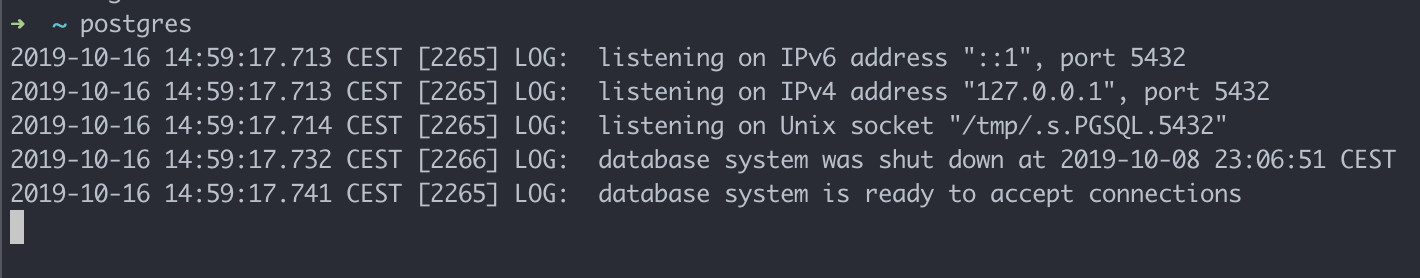 ➜  ~ postgres
2019-10-16 14:59:17.713 CEST [2265] LOG:  listening on IPv6 address "::1", port 5432
2019-10-16 14:59:17.713 CEST [2265] LOG:  listening on IPv4 address "127.0.0.1", port 5432
2019-10-16 14:59:17.714 CEST [2265] LOG:  listening on Unix socket "/tmp/.s.PGSQL.5432"
2019-10-16 14:59:17.732 CEST [2266] LOG:  database system was shut down at 2019-10-08 23:06:51 CEST
2019-10-16 14:59:17.741 CEST [2265] LOG:  database system is ready to accept connections